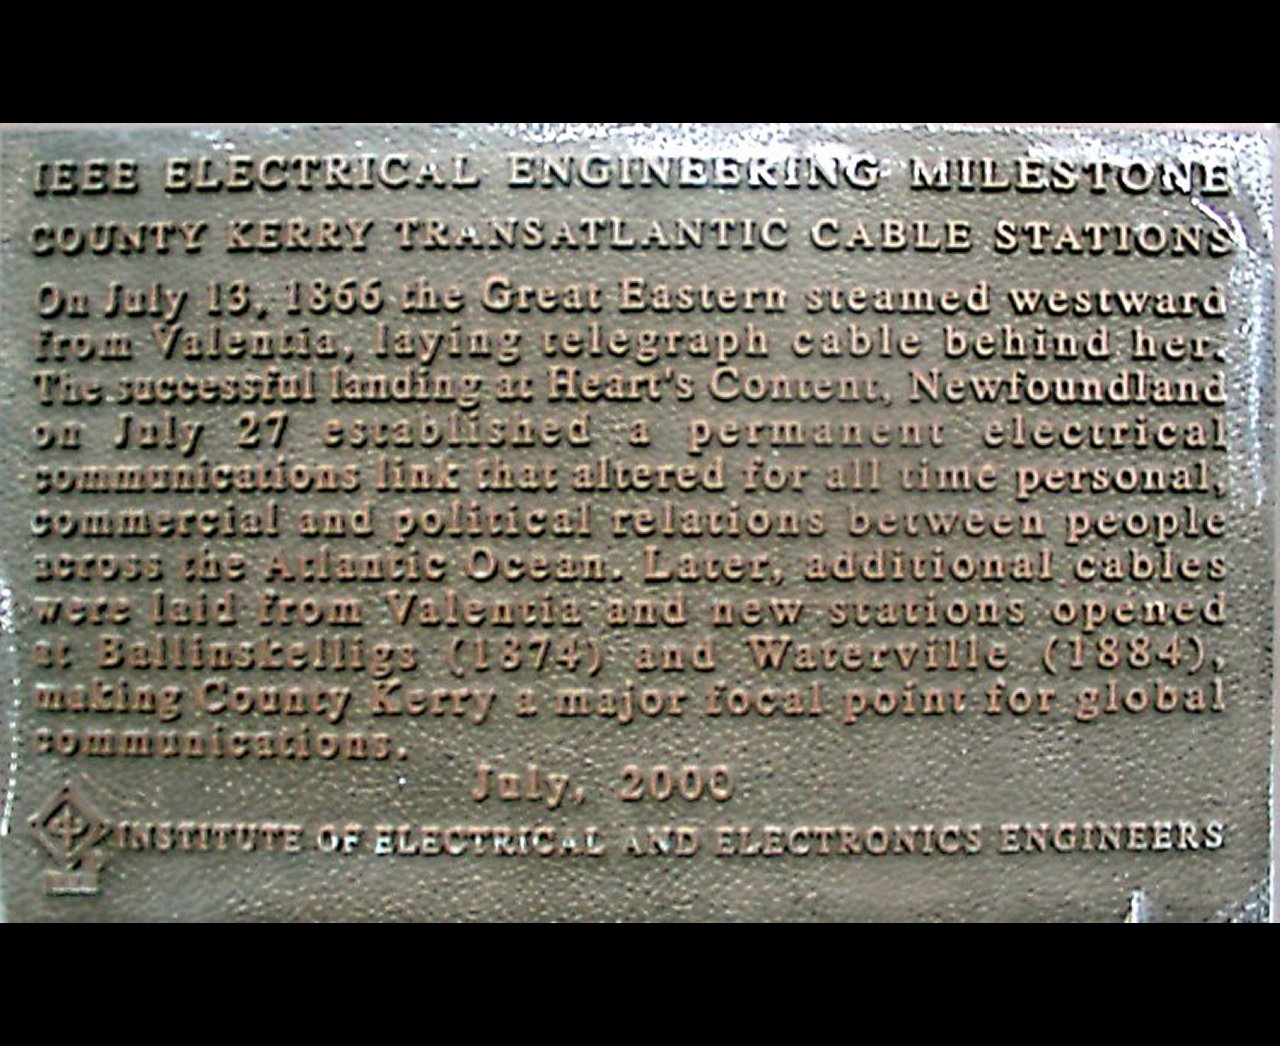 IEEE ELECTRICAL ENGINEERING MILESTONE
COUNTY KERRY TRANSATLANTIC CABLE STATIONS
On July 13, 1866 the Great Eastern steamed westward
from Valentia, laying telegraph cable behind her.
The successful landing at Heart's Content, Newfoundland
on July 27 established a permanent electrical
communications link that altered for all time personal,
commercial and political relations between people
across the Atlantic Ocean. Later, additional cables
were laid from Valentia and new stations opened
at Ballinskelligs (1874) and Waterville (1884),
making County Kerry a major focal point for global
communications.
July, 2000
INSTITUTE OF ELECTRICAL AND ELECTRONICS ENGINEERS